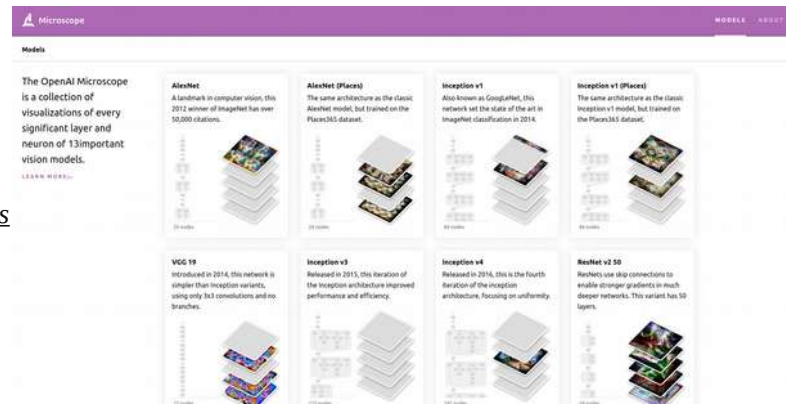 Microscope
MODELS ABOUT
Models
The OpenAI Microscope
is a collection of
visualizations of every
significant layer and
neuron of 13important
vision models.
LEARN MORE
s
AlexNet
A landmark in computer vision, this
2012 winner of ImageNet has over
50,000 citations.
AlexNet (Places)
The same architecture as the classic
AlexNet model, but trained on the
Places365 dataset.
Inception v1
Also known as GoogLeNet, this
network set the state of the art in
ImageNet classification in 2014.
Inception v1 (Places)
The same architecture as the classic
Inception v1 model, but trained on
the Places365 dataset.
VGG 19
Introduced in 2014, this network is
simpler than Inception variants,
using only 3x3 convolutions and no
branches.
Inception v3
Released in 2015, this iteration of
the Inception architecture improved
performance and efficiency.
Inception v4
Released in 2016, this is the fourth
iteration of the inception
architecture, focusing on uniformity.
ResNet v2 50
ResNets use skip connections to
enable stronger gradients in much
deeper networks. This variant has 50
layers.